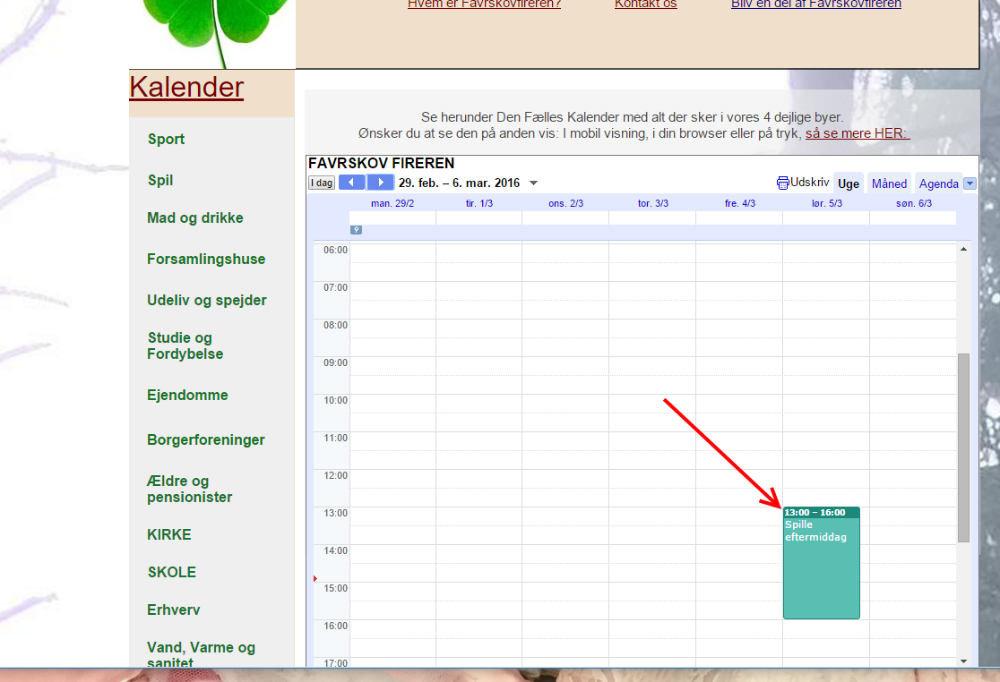 Hvem er Favrskovfireren? Kontakt os Bliv en del af Favrskovfireren
Kalender
Sport
Spil
Mad og drikke
Forsamlingshuse
Udeliv og spejder
Studie og
Fordybelse
Ejendomme
Borgerforeninger
Ældre og
pensionister
KIRKE
SKOLE
Erhverv
Vand, Varme og
sanitet
Se herunder Den Fælles Kalender med alt der sker i vores 4 dejlige byer.
Ønsker du at se den på anden vis: I mobil visning, i din browser eller på tryk, så se mere HER:
FAVRSKOV FIREREN
I dag 29. feb. – 6. mar. 2016 Udskriv Uge Måned Agenda
man. 29/2 tir. 1/3 ons. 2/3 tor. 3/3 fre. 4/3 lør. 5/3 søn. 6/3
9
06:00
07:00
08:00
09:00
10:00
11:00
12:00
13:00
14:00
15:00
16:00
17:00
13:00 – 16:00
Spille
eftermiddag